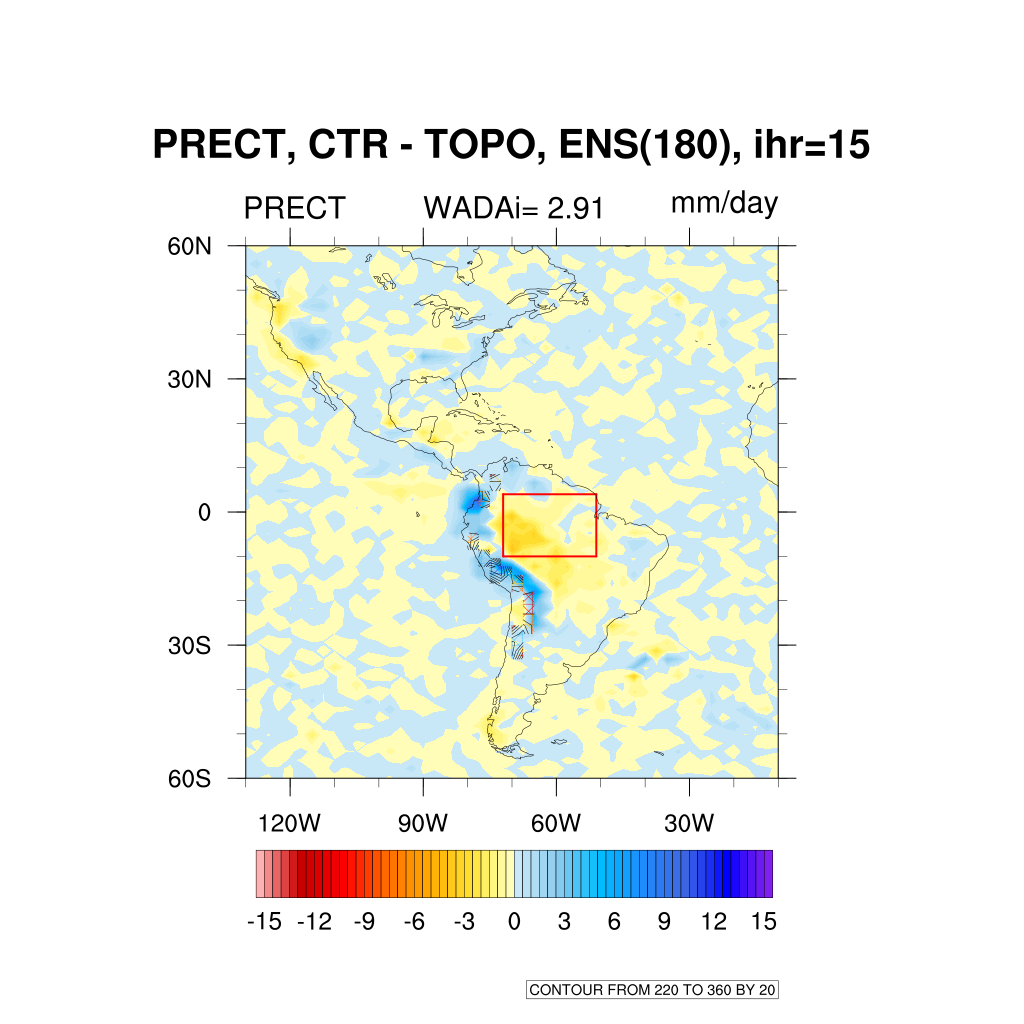 PRECT, CTR - TOPO, ENS(180), ihr=15
PRECT WADAi= 2.91 mm/day
60N
30N
0
30S
60S
120W 90W 60W 30W
-15 -12 -9 -6 -3 0 3 6 9 12 15
CONTOUR FROM 220 TO 360 BY 20